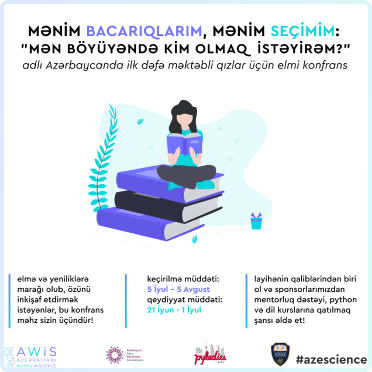 MƏNİM BACARIQLARIM, MƏNİM SEÇİMİM:
"MƏN BÖYÜYƏNDƏ KİM OLMAQ İSTƏYİRƏM?"
adlı Azərbaycanda ilk dəfə məktəbli qızlar üçün elmi konfrans
elmə və yeniliklərə
marağı olub, özünü
inkişaf etdirmək
istəyənlər, bu konfrans
məhz sizin üçündür!
keçirilmə müddəti:
5 İyul - 5 Avgust
qeydiyyat müddəti:
21 İyun - 1 İyul
layihənin qaliblərindən biri
ol və sponsorlarımızdan
mentorluq dəstəyi, python
və dil kurslarına qatılmaq
şansı əldə et!
AWiS
AZERBAIJANI
WOMEN IN SCIENCE
pyladies
#azescience